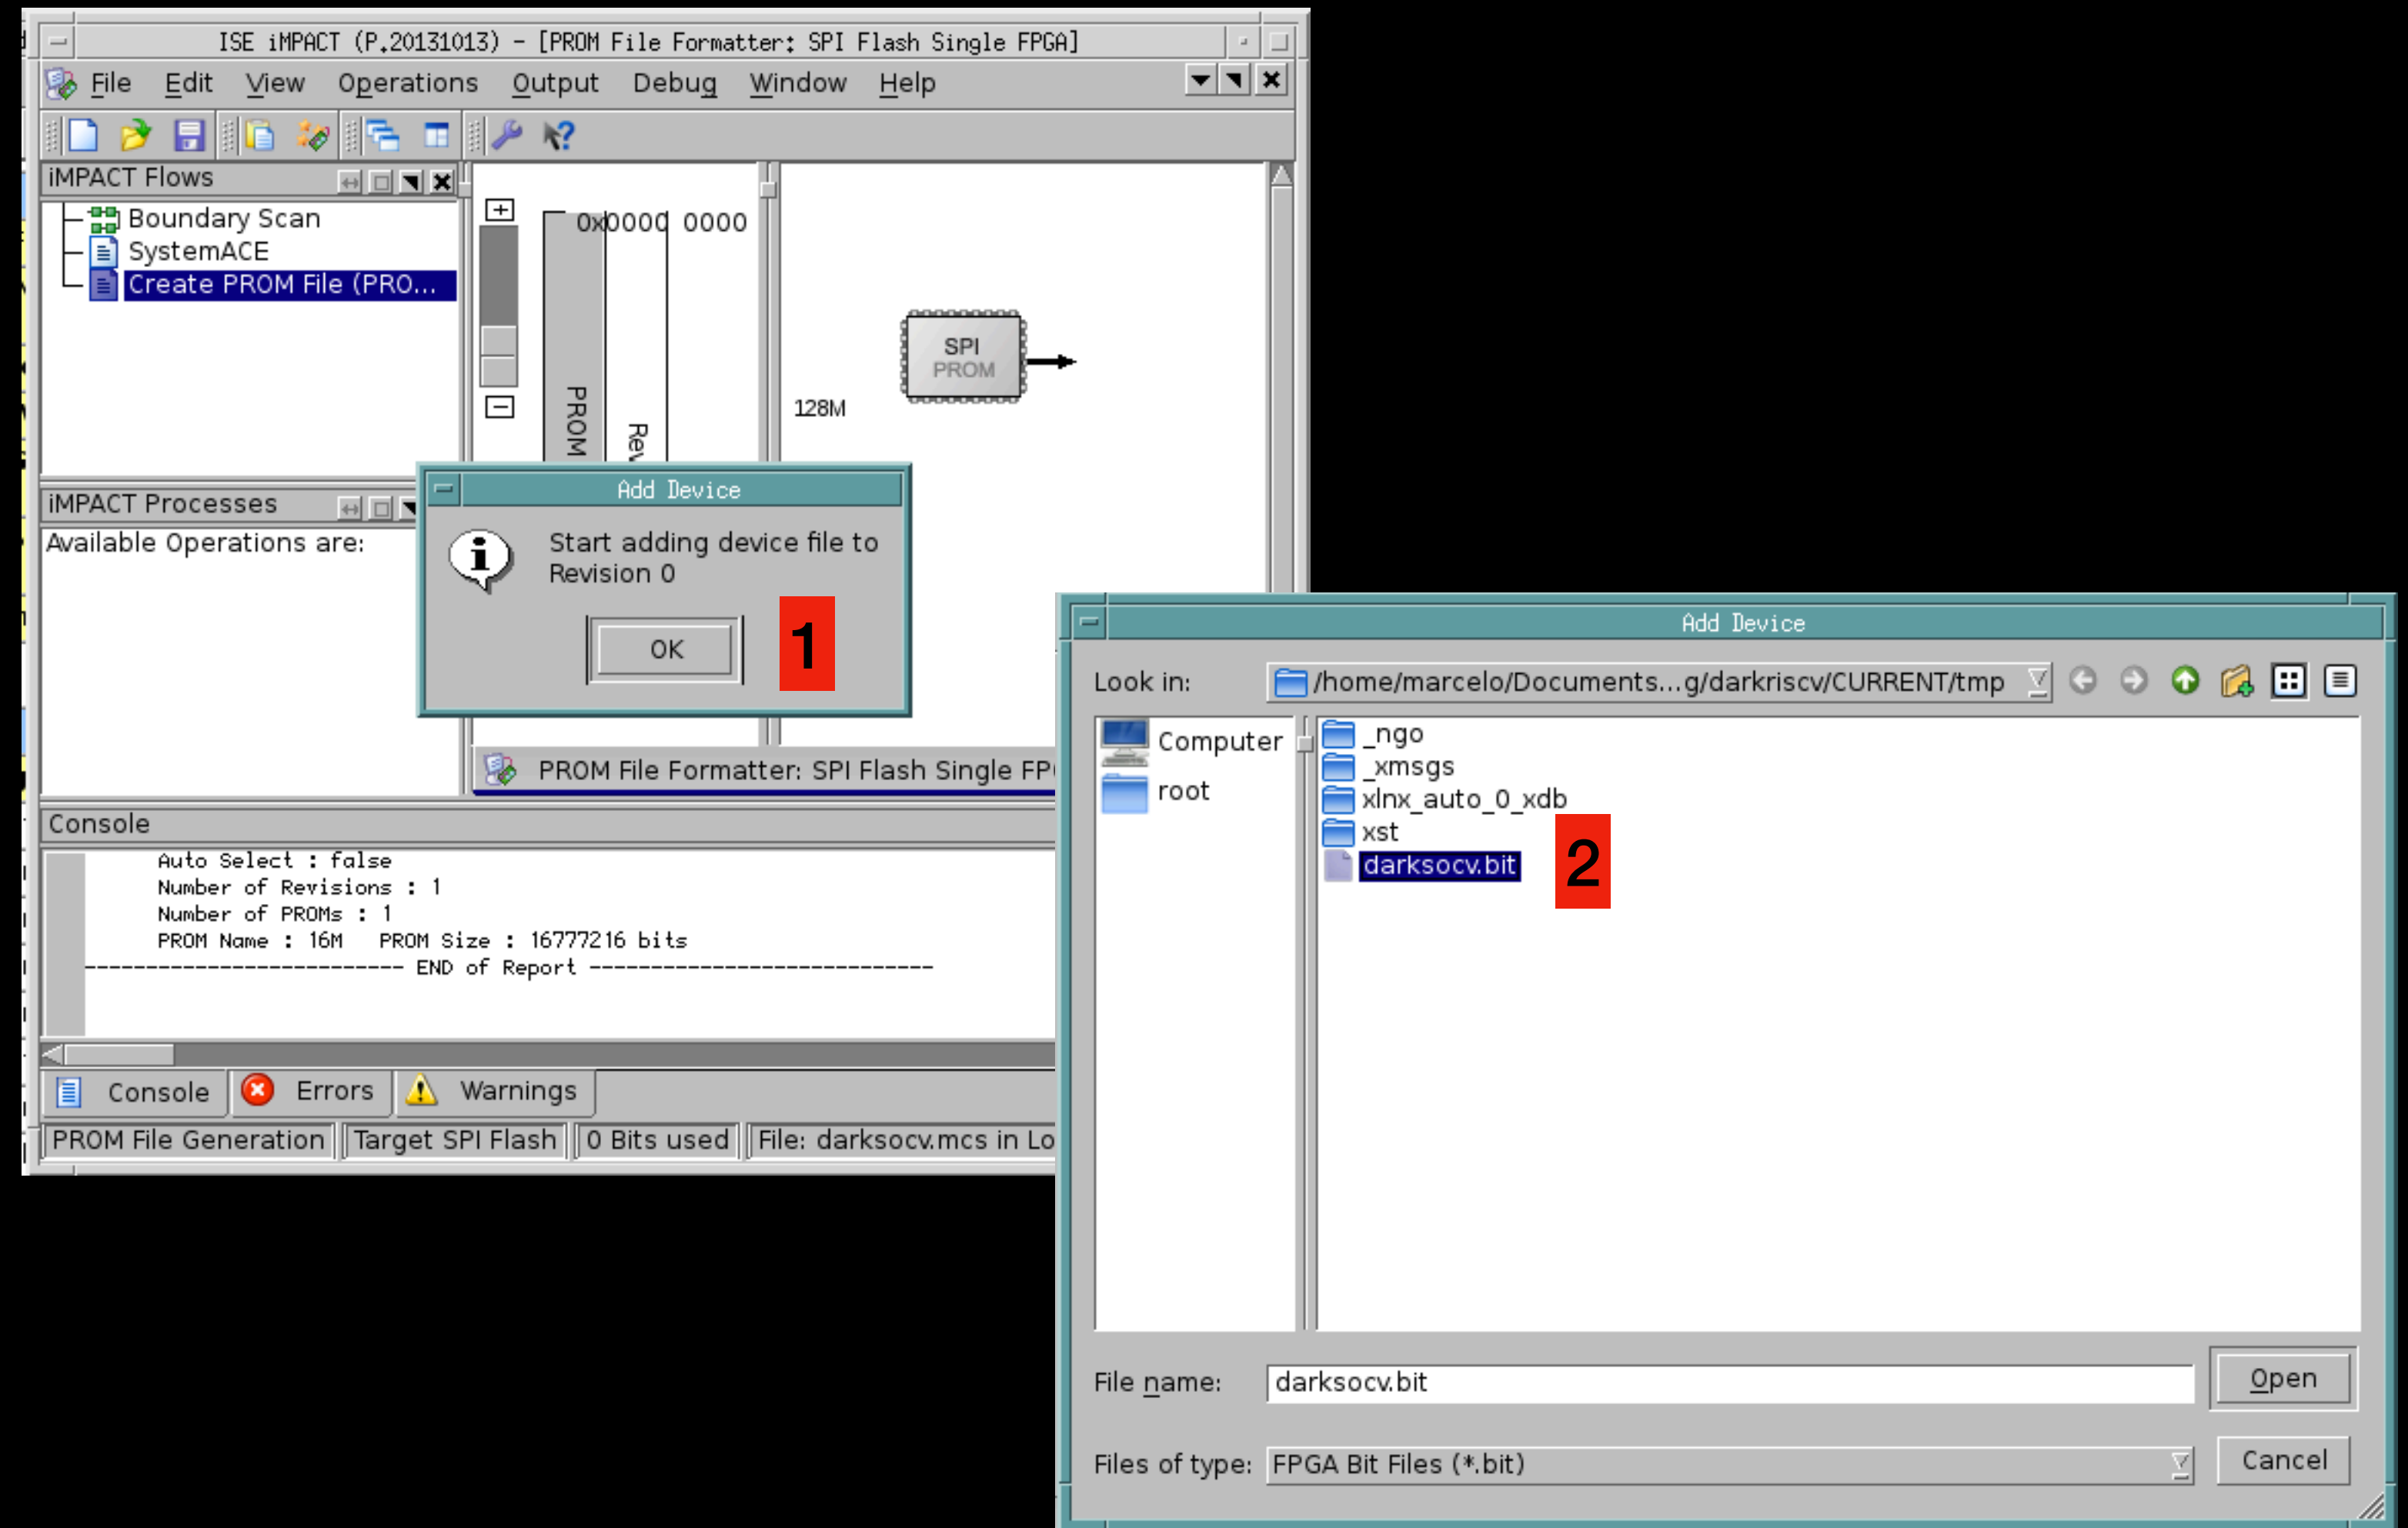 ISE iMPACT (P.20131013) - [PROM File Formatter: SPI Flash Single FPGA]
File Edit View Operations Output Debug Window Help
iMPACT Flows
Boundary Scan
SystemACE
Create PROM File (PRO...
0x0000 0000
PROM
Rev
SPI
PROM
128M
iMPACT Processes
Available Operations are:
Add Device
Start adding device file to
Revision 0
OK
1
PROM File Formatter: SPI Flash Single FP
Console
Auto Select : false
Number of Revisions : 1
Number of PROMs : 1
PROM Name : 16M PROM Size : 16777216 bits
-------------------------- END of Report ----------------------------
Console Errors Warnings
PROM File Generation Target SPI Flash 0 Bits used File: darksocv.mcs in Lo
Add Device
Look in: /home/marcelo/Documents...g/darkriscv/CURRENT/tmp
Computer
root
_ngo
_xmsgs
xlnx_auto_0_xdb
xst
darksocv.bit
2
File name: darksocv.bit
Open
Files of type: FPGA Bit Files (*.bit)
Cancel